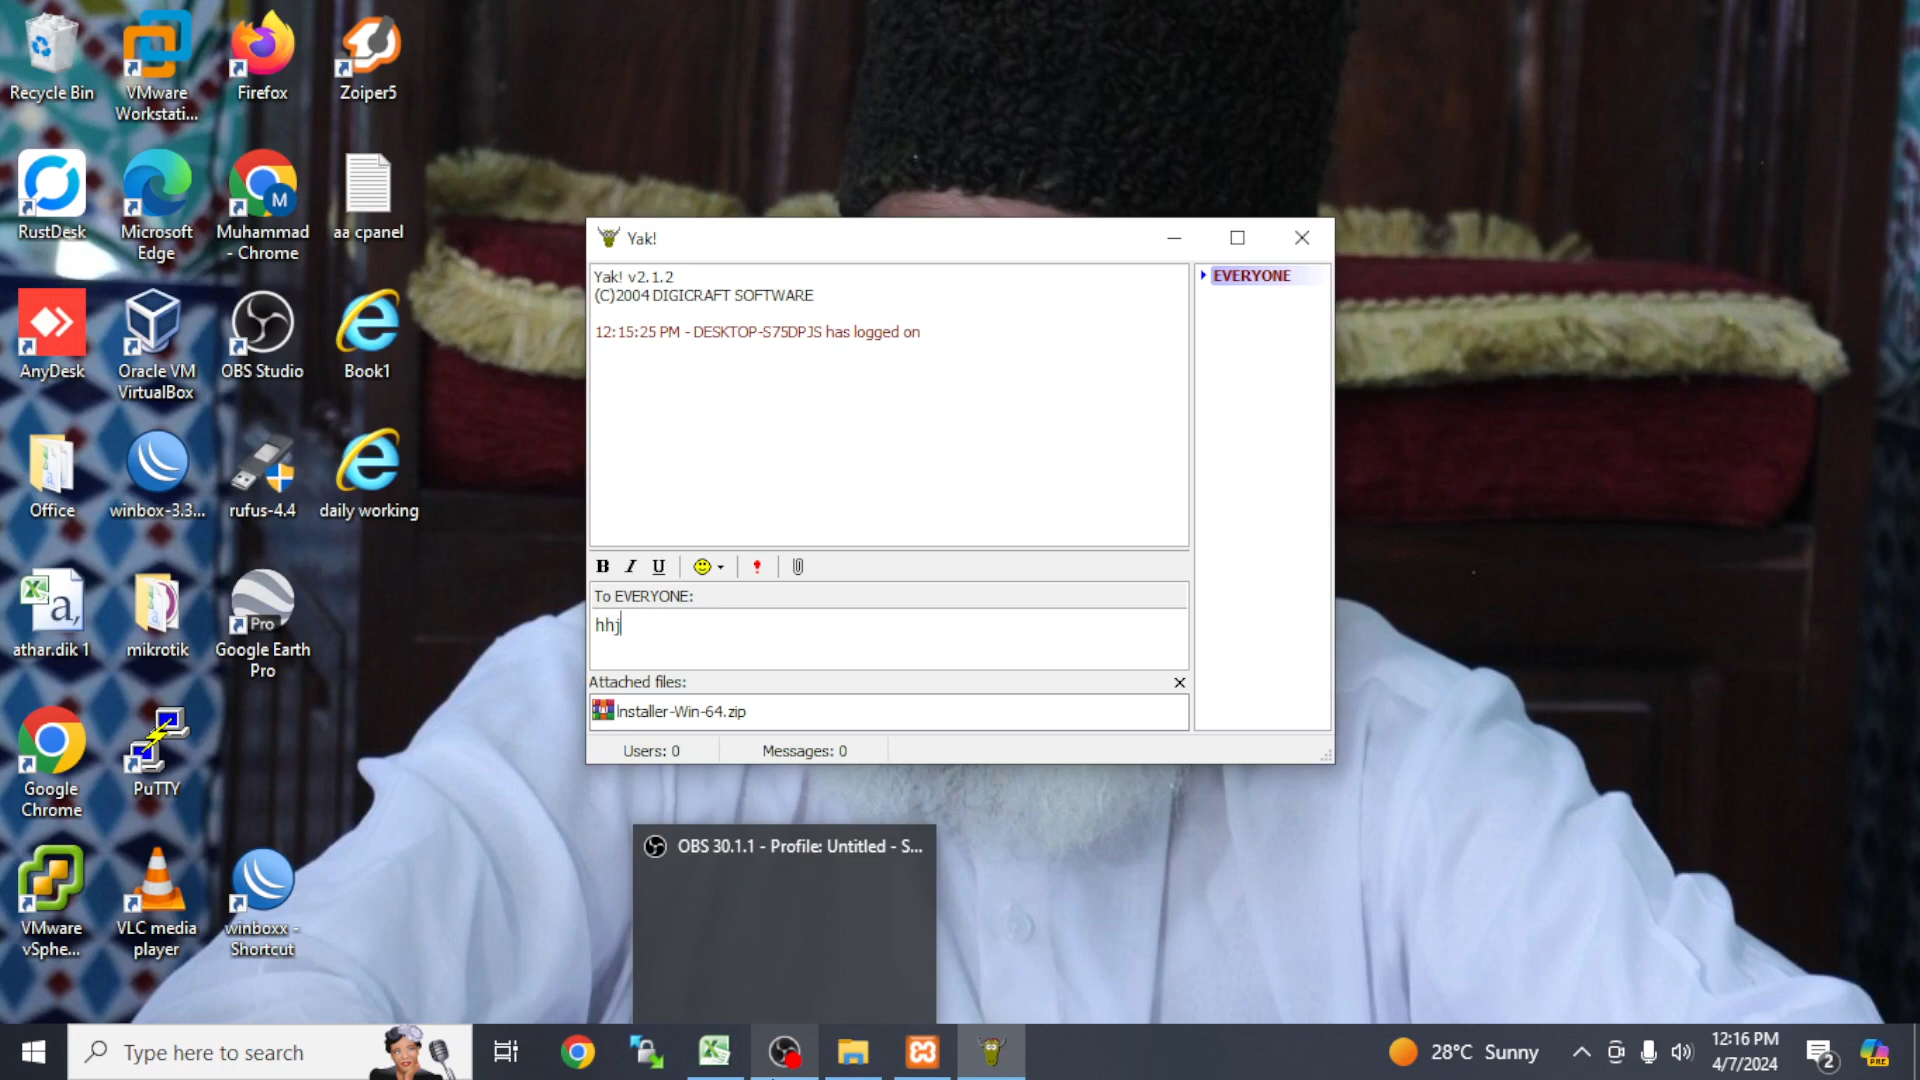 Recycle Bin
VMware
Workstati...
Firefox
Zoiper5
RustDesk
Microsoft
Edge
M
Muhammad
- Chrome
aa cpanel
AnyDesk
Oracle VM
VirtualBox
OBS Studio
Book1
Office
winbox-3.3...
rufus-4.4
daily working
a,
athar.dik 1
mikrotik
Pro
Google Earth
Pro
Google
Chrome
PuTTY
VMware
vSphe...
VLC media
player
winboxx -
Shortcut
Yak!
Yak! v2.1.2
(C)2004 DIGICRAFT SOFTWARE
12:15:25 PM - DESKTOP-S75DPJS has logged on
EVERYONE
B I U
To EVERYONE:
hhj
Attached files:
Installer-Win-64.zip
Users: 0
Messages: 0
OBS 30.1.1 - Profile: Untitled - S...
Type here to search
28°C Sunny
12:16 PM
4/7/2024
2
PRE